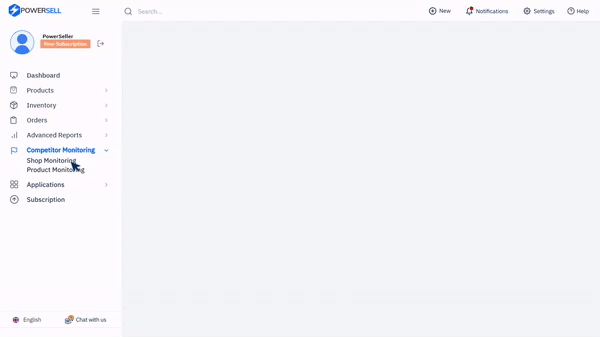 POWERSELL
Search...
New
Notifications
Settings
Help
PowerSeller
Free Subscription
Dashboard
Products
Inventory
Orders
Advanced Reports
Competitor Monitoring
Shop Monitoring
Product Monitoring
Applications
Subscription
English
Chat with us